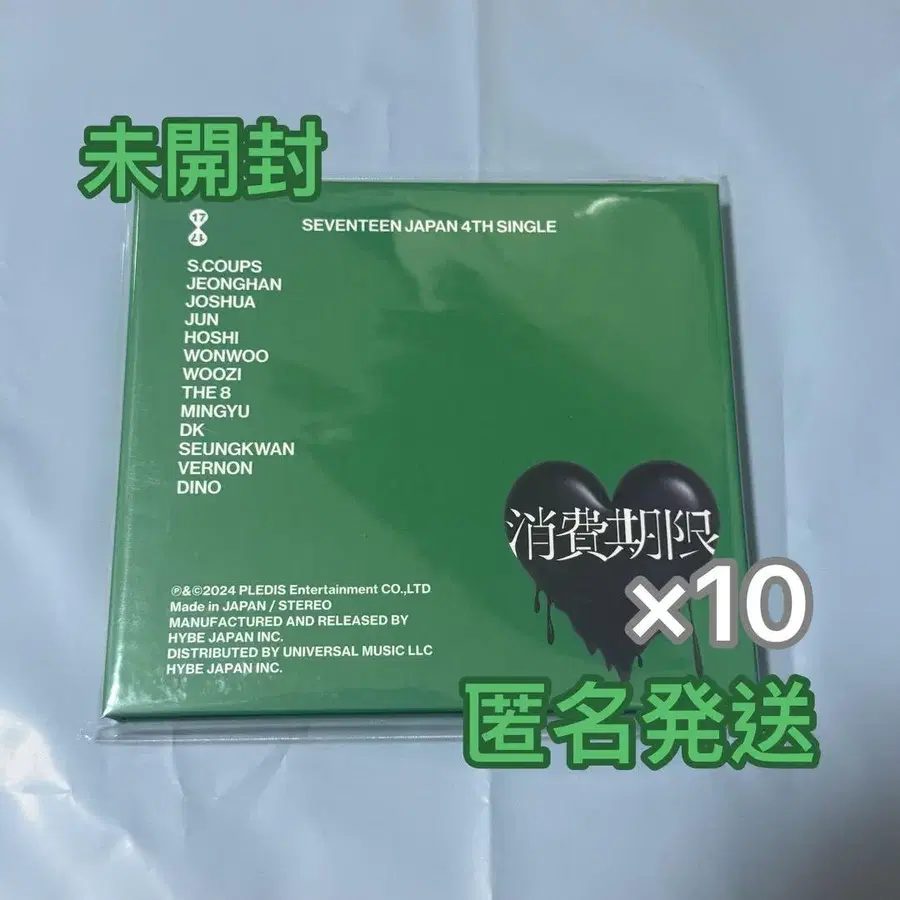 未開封
17
17
SEVENTEEN JAPAN 4TH SINGLE
S.COUPS
JEONGHAN
JOSHUA
JUN
HOSHI
WONWOO
WOOZI
THE 8
MINGYU
DK
SEUNGKWAN
VERNON
DINO
消費期限
×10
℗&©2024 PLEDIS Entertainment CO.,LTD
Made in JAPAN / STEREO
MANUFACTURED AND RELEASED BY
HYBE JAPAN INC.
DISTRIBUTED BY UNIVERSAL MUSIC LLC
HYBE JAPAN INC.
匿名発送